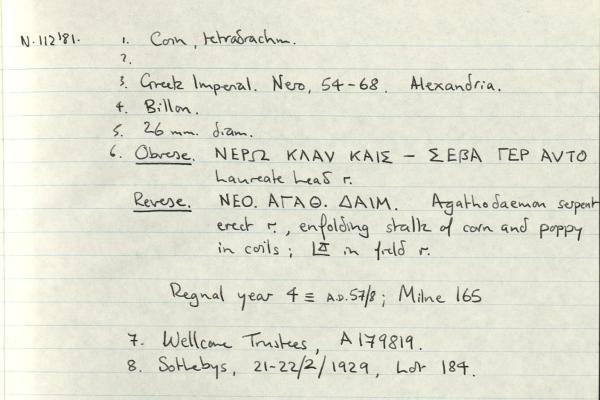 N.112'81. 1. Coin, tetradrachm.
2.
3. Greek Imperial. Nero, 54-68. Alexandria.
4. Billon.
5. 26 mm. diam.
6. Obverse. ΝΕΡΩ ΚΛΑV ΚΑΙΣ – ΣΕΒΑ ΓΕΡ ΑVΤΟ
Laureate head r.
Reverse. ΝΕΟ. ΑΓΑΘ. ΔΑΙΜ. Agathodaemon serpent
erect r., enfolding stalk of corn and poppy
in coils; LΔ in field r.
Regnal year 4 ≡ A.D. 57/8; Milne 165
7. Wellcome Trustees, A179819.
8. Sothebys, 21-22/2/1929, Lot 184.